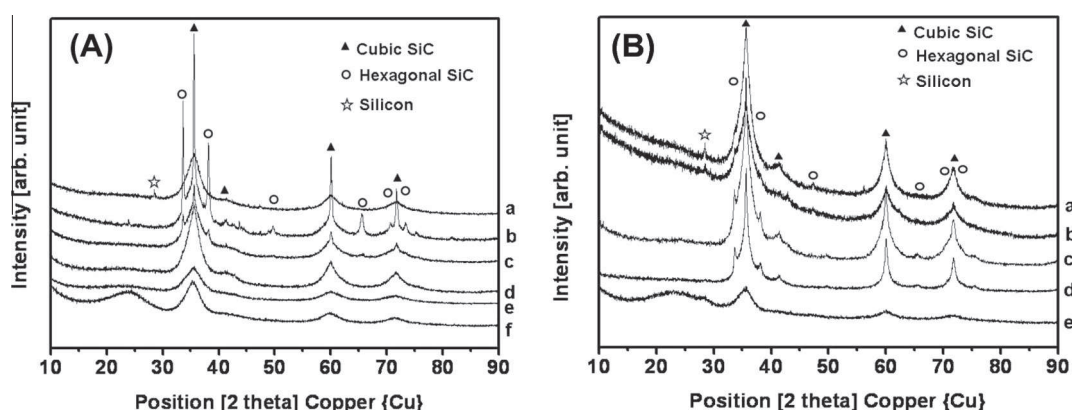 (A)
Cubic SiC
Hexagonal SiC
Silicon
a
b
c
d
e
f
Intensity [arb. unit]
10 20 30 40 50 60 70 80 90
Position [2 theta] Copper {Cu}
(B)
Cubic SiC
Hexagonal SiC
Silicon
a
b
c
d
e
Intensity [arb. unit]
10 20 30 40 50 60 70 80 90
Position [2 theta] Copper {Cu}